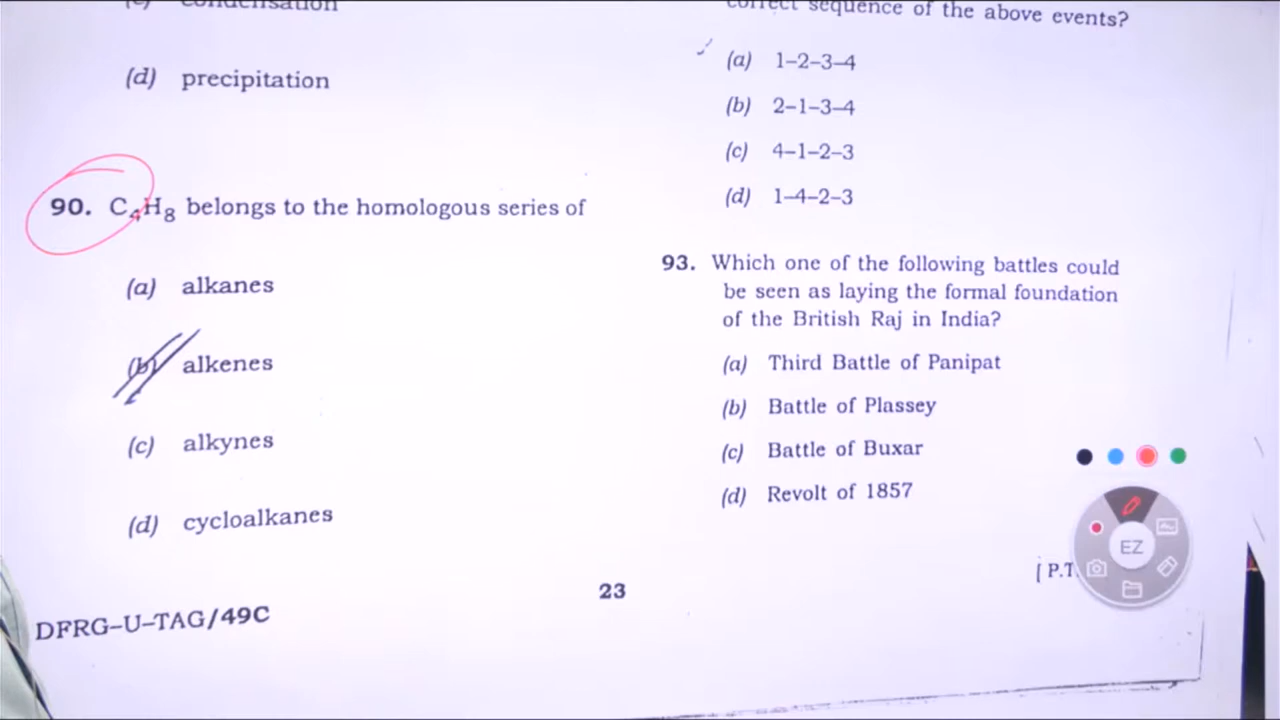 condensation
(d) precipitation
90. C4H8 belongs to the homologous series of
(a) alkanes
(b) alkenes
(c) alkynes
(d) cycloalkanes
correct sequence of the above events?
(a) 1–2–3–4
(b) 2–1–3–4
(c) 4–1–2–3
(d) 1–4–2–3
93. Which one of the following battles could
be seen as laying the formal foundation
of the British Raj in India?
(a) Third Battle of Panipat
(b) Battle of Plassey
(c) Battle of Buxar
(d) Revolt of 1857
EZ
[ P.T.
23
DFRG–U–TAG/49C